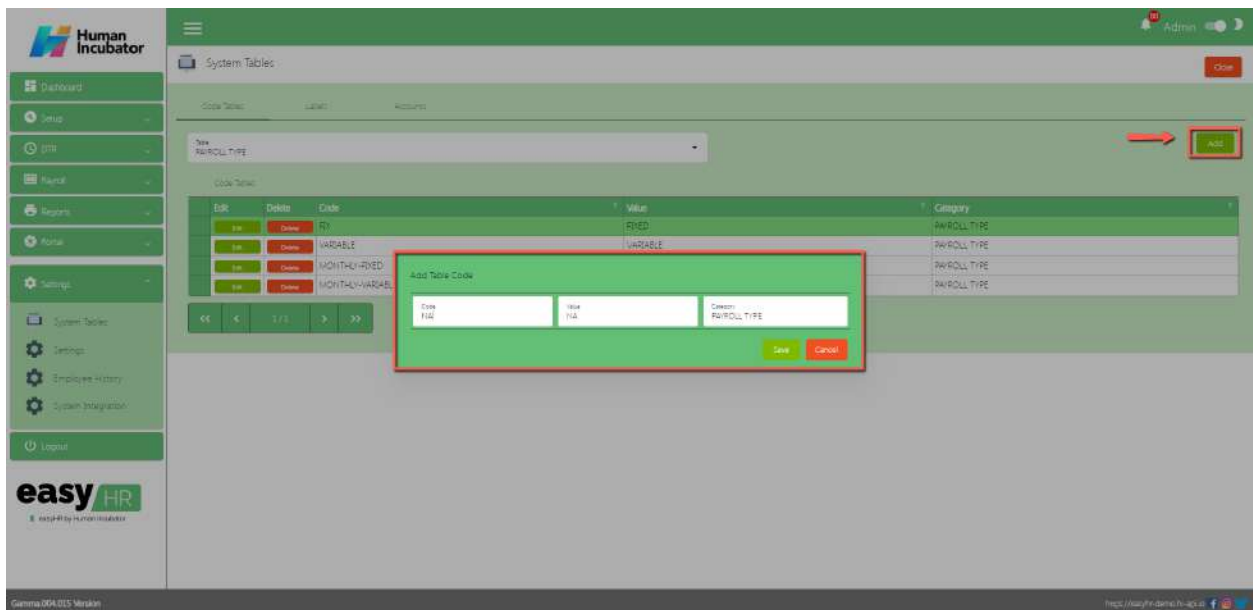 Human
Incubator
Admin
System Tables
Close
Dashboard
Setup
DTR
Payroll
Reports
Portal
Settings
System Tables
Settings
Employee History
System Integration
Logout
easy HR
easyHR by Human Incubator
Code Tables Labels Accounts
Table
PAYROLL TYPE
Add
Code Tables
Edit Delete Code Value Category
Edit Delete FIXED PAYROLL TYPE
Edit Delete VARIABLE VARIABLE PAYROLL TYPE
Edit Delete MONTHLY-FIXED PAYROLL TYPE
Edit Delete PAYROLL TYPE
<< < 1 / 1 > >>
Add Table Code
Code Value Category
NA NA PAYROLL TYPE
Save Cancel
Gamma.004.015 Version